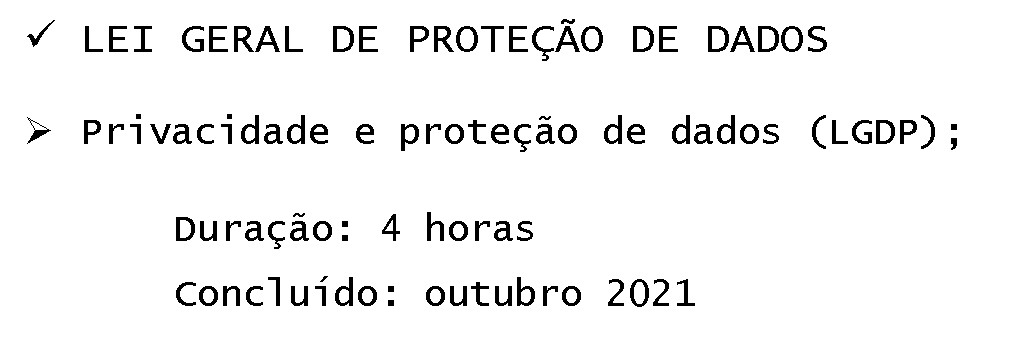 ✓ LEI GERAL DE PROTEÇÃO DE DADOS
➢ Privacidade e proteção de dados (LGDP);
Duração: 4 horas
Concluído: outubro 2021